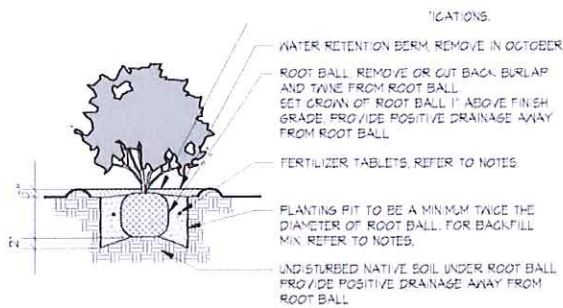 'ICATIONS.
WATER RETENTION BERM, REMOVE IN OCTOBER
ROOT BALL, REMOVE OR CUT BACK BURLAP
AND TWINE FROM ROOT BALL
SET CROWN OF ROOT BALL 1" ABOVE FINISH
GRADE. PROVIDE POSITIVE DRAINAGE AWAY
FROM ROOT BALL
FERTILIZER TABLETS, REFER TO NOTES
PLANTING PIT TO BE A MINIMUM TWICE THE
DIAMETER OF ROOT BALL. FOR BACKFILL
MIX REFER TO NOTES.
UNDISTURBED NATIVE SOIL UNDER ROOT BALL
PROVIDE POSITIVE DRAINAGE AWAY FROM
ROOT BALL